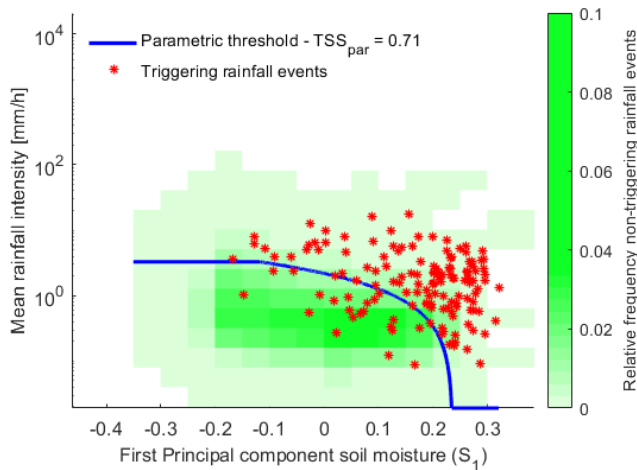 Parametric threshold - TSS_par = 0.71
Triggering rainfall events
10^4
10^2
10^0
Mean rainfall intensity [mm/h]
-0.4 -0.3 -0.2 -0.1 0 0.1 0.2 0.3
First Principal component soil moisture (S_1)
0.1
0.08
0.06
0.04
0.02
0
Relative frequency non-triggering rainfall events